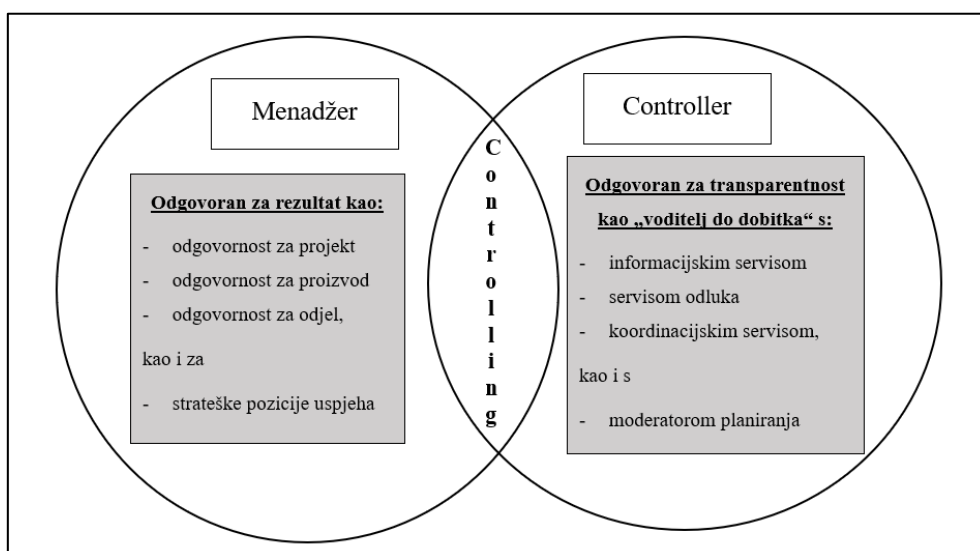 Menadžer
Odgovoran za rezultat kao:
- odgovornost za projekt
- odgovornost za proizvod
- odgovornost za odjel,
kao i za
- strateške pozicije uspjeha
Controlling
Controller
Odgovoran za transparentnost
kao „voditelj do dobitka“ s:
- informacijskim servisom
- servisom odluka
- koordinacijskim servisom,
kao i s
- moderatorom planiranja